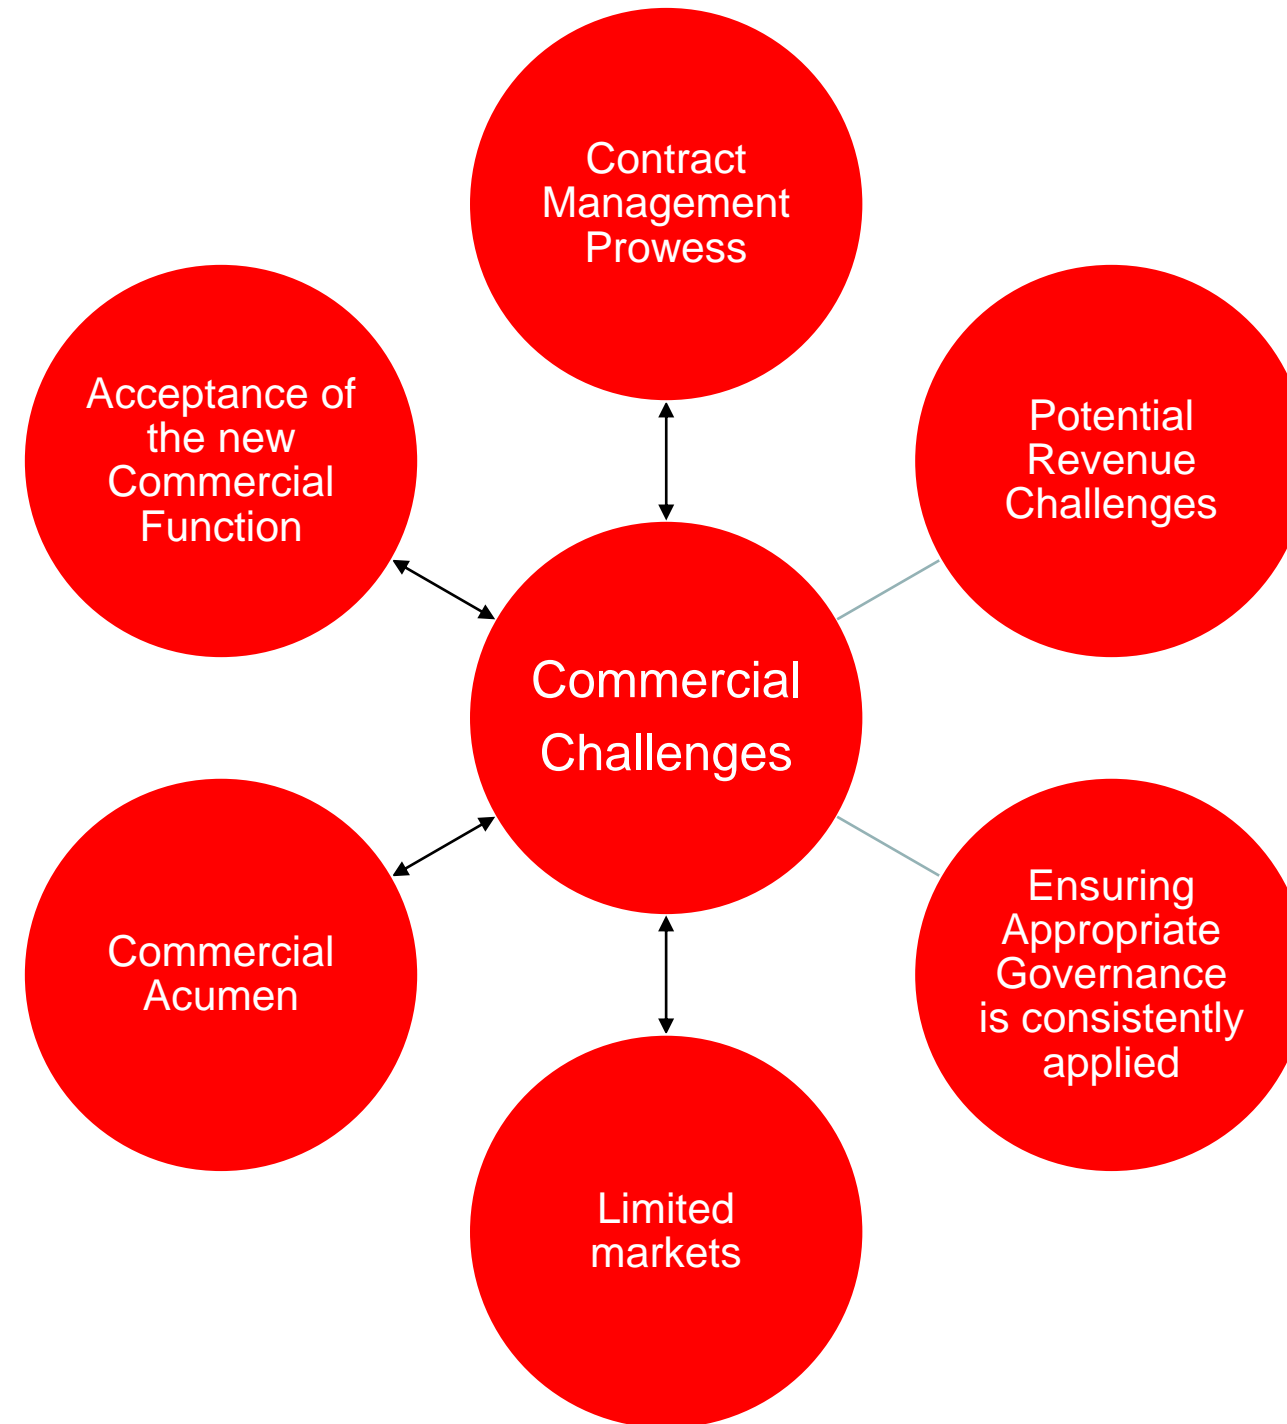 Contract
Management
Prowess
Acceptance of
the new
Commercial
Function
Potential
Revenue
Challenges
Commercial
Challenges
Commercial
Acumen
Ensuring
Appropriate
Governance
is consistently
applied
Limited
markets